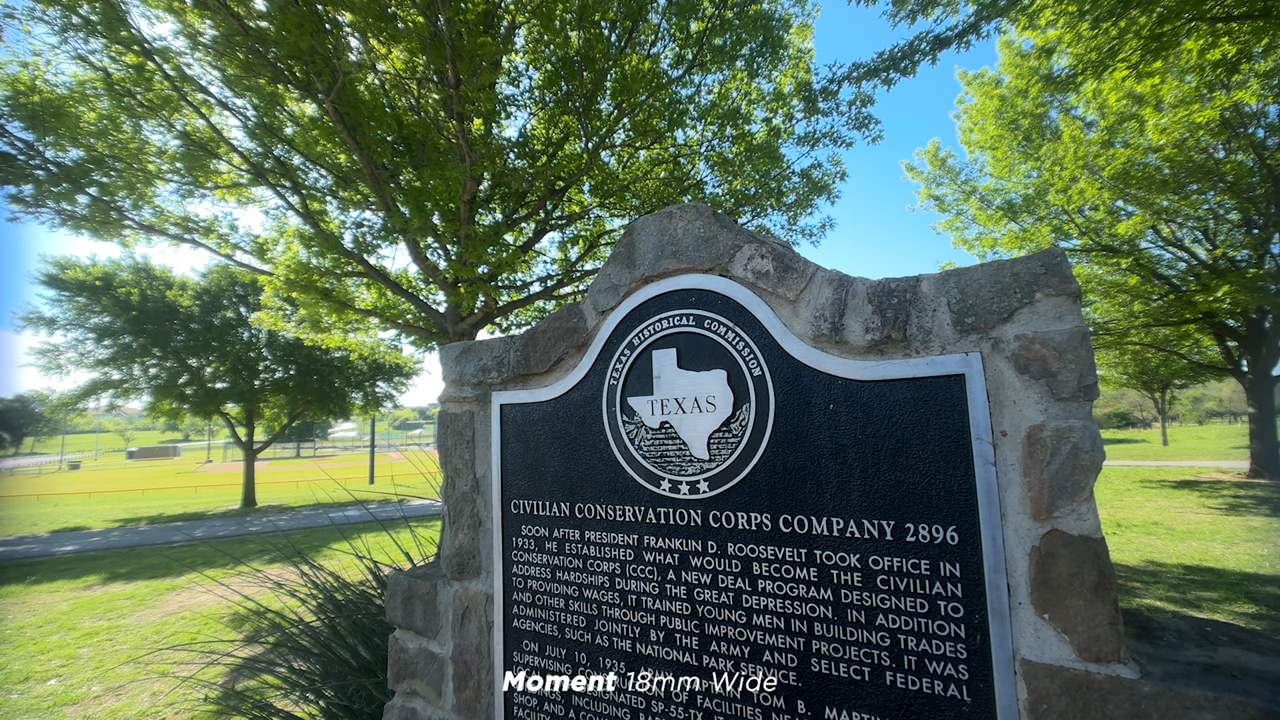 TEXAS HISTORICAL COMMISSION
TEXAS
CIVILIAN CONSERVATION CORPS COMPANY 2896
SOON AFTER PRESIDENT FRANKLIN D. ROOSEVELT TOOK OFFICE IN
1933, HE ESTABLISHED WHAT WOULD BECOME THE CIVILIAN
CONSERVATION CORPS (CCC), A NEW DEAL PROGRAM DESIGNED TO
ADDRESS HARDSHIPS DURING THE GREAT DEPRESSION. IN ADDITION
TO PROVIDING WAGES, IT TRAINED YOUNG MEN IN BUILDING TRADES
AND OTHER SKILLS THROUGH PUBLIC IMPROVEMENT PROJECTS. IT WAS
ADMINISTERED JOINTLY BY THE ARMY AND SELECT FEDERAL
AGENCIES, SUCH AS THE NATIONAL PARK SERVICE.
ON JULY 10, 1935, ARMY CAPTAIN TOM B.
SUPERVISING
OF FACILITIES
DESIGNATED SP-55-TX
INCLUDING
SHOP, AND A
Moment 18mm Wide